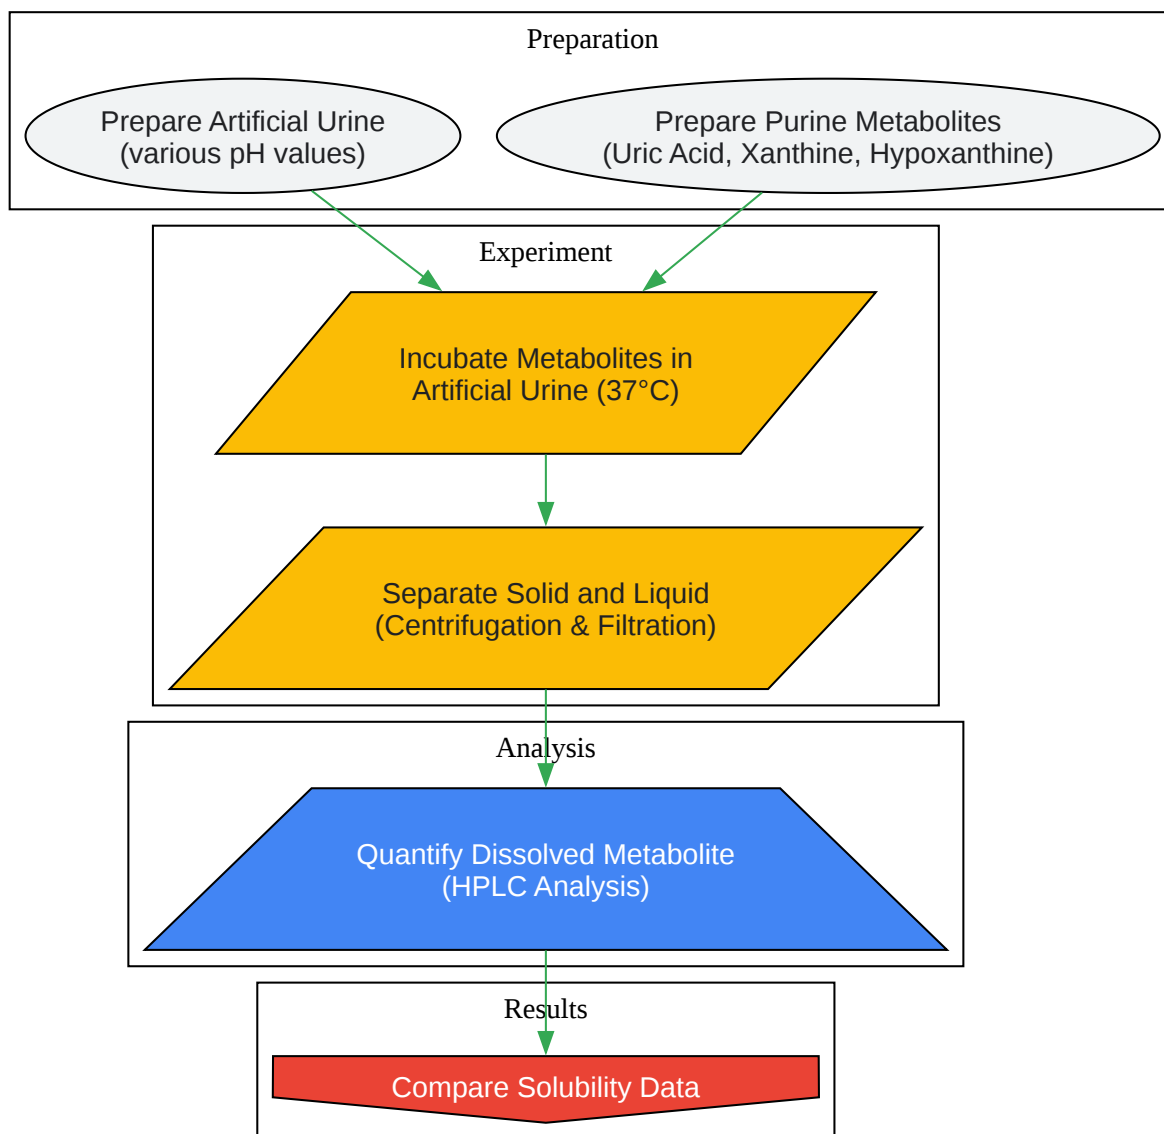 Preparation
Prepare Artificial Urine
(various pH values)
Prepare Purine Metabolites
(Uric Acid, Xanthine, Hypoxanthine)
Experiment
Incubate Metabolites in
Artificial Urine (37°C)
Separate Solid and Liquid
(Centrifugation & Filtration)
Analysis
Quantify Dissolved Metabolite
(HPLC Analysis)
Results
Compare Solubility Data